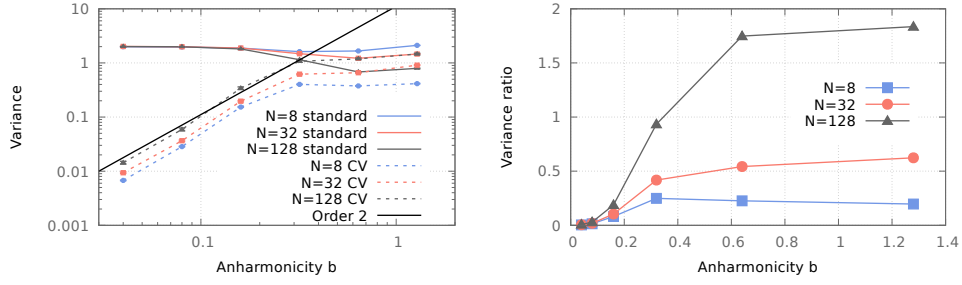 10
1
0.1
0.01
0.001
Variance
N=8 standard
N=32 standard
N=128 standard
N=8 CV
N=32 CV
N=128 CV
Order 2
0.1
1
Anharmonicity b
2
1.5
1
0.5
0
Variance ratio
N=8
N=32
N=128
0
0.2
0.4
0.6
0.8
1
1.2
1.4
Anharmonicity b